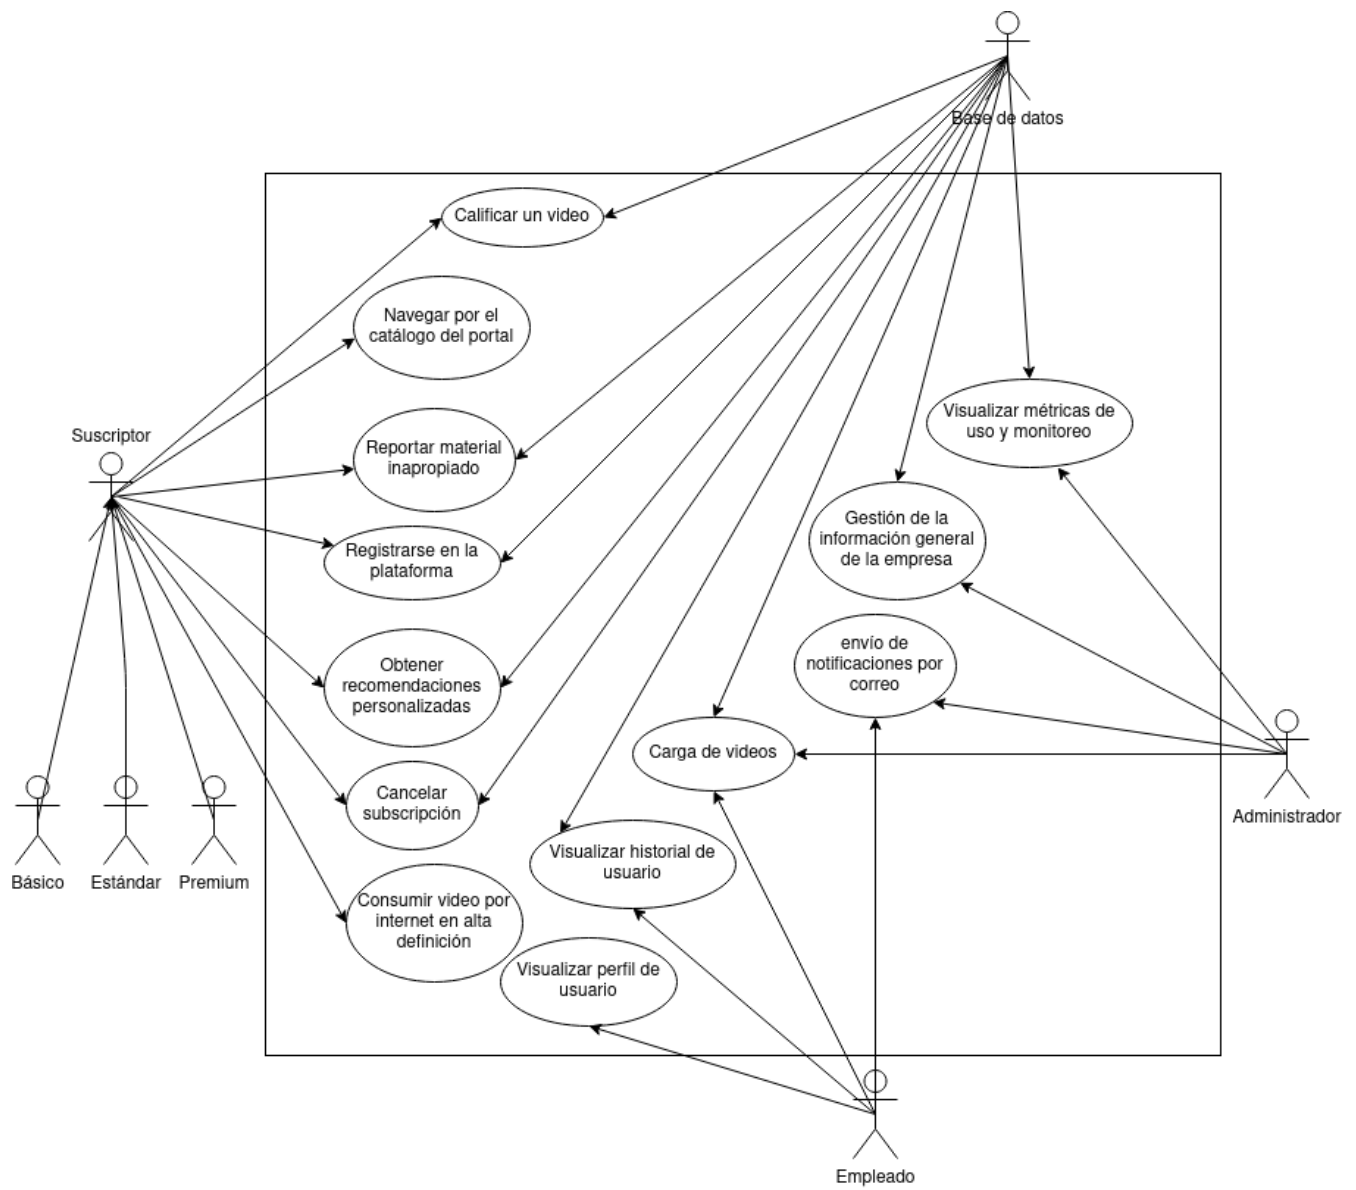 Base de datos
Calificar un video
Navegar por el
catálogo del portal
Visualizar métricas de
uso y monitoreo
Suscriptor
Reportar material
inapropiado
Gestión de la
información general
de la empresa
Registrarse en la
plataforma
envío de
notificaciones por
correo
Obtener
recomendaciones
personalizadas
Carga de videos
Cancelar
subscripción
Administrador
Visualizar historial de
usuario
Básico
Estándar
Premium
Consumir video por
internet en alta
definición
Visualizar perfil de
usuario
Empleado